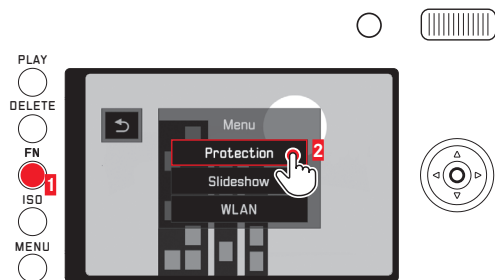 PLAY
DELETE
FN
1
ISO
MENU
Menu
Protection
2
Slideshow
WLAN